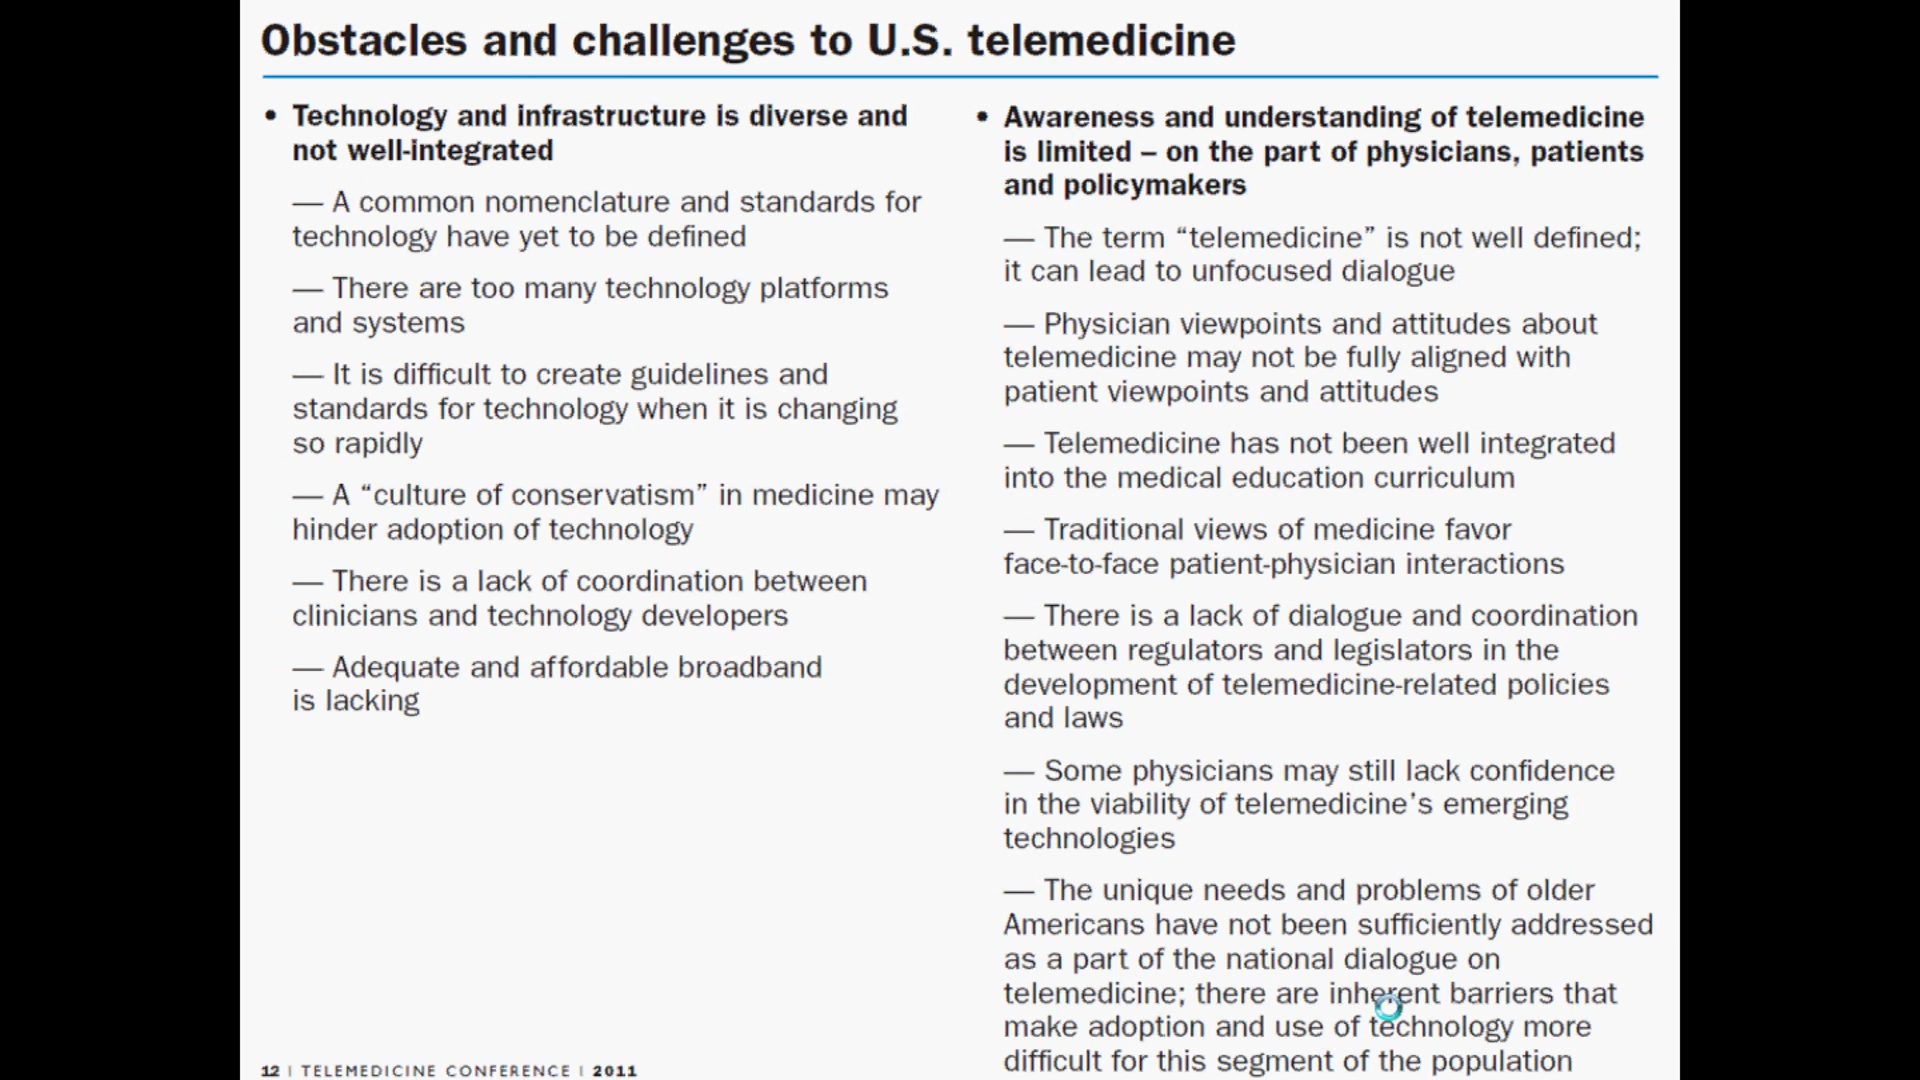 Obstacles and challenges to U.S. telemedicine
• Technology and infrastructure is diverse and
not well-integrated
— A common nomenclature and standards for
technology have yet to be defined
— There are too many technology platforms
and systems
— It is difficult to create guidelines and
standards for technology when it is changing
so rapidly
— A “culture of conservatism” in medicine may
hinder adoption of technology
— There is a lack of coordination between
clinicians and technology developers
— Adequate and affordable broadband
is lacking
• Awareness and understanding of telemedicine
is limited – on the part of physicians, patients
and policymakers
— The term “telemedicine” is not well defined;
it can lead to unfocused dialogue
— Physician viewpoints and attitudes about
telemedicine may not be fully aligned with
patient viewpoints and attitudes
— Telemedicine has not been well integrated
into the medical education curriculum
— Traditional views of medicine favor
face-to-face patient-physician interactions
— There is a lack of dialogue and coordination
between regulators and legislators in the
development of telemedicine-related policies
and laws
— Some physicians may still lack confidence
in the viability of telemedicine’s emerging
technologies
— The unique needs and problems of older
Americans have not been sufficiently addressed
as a part of the national dialogue on
telemedicine; there are inherent barriers that
make adoption and use of technology more
difficult for this segment of the population
12 | TELEMEDICINE CONFERENCE | 2011